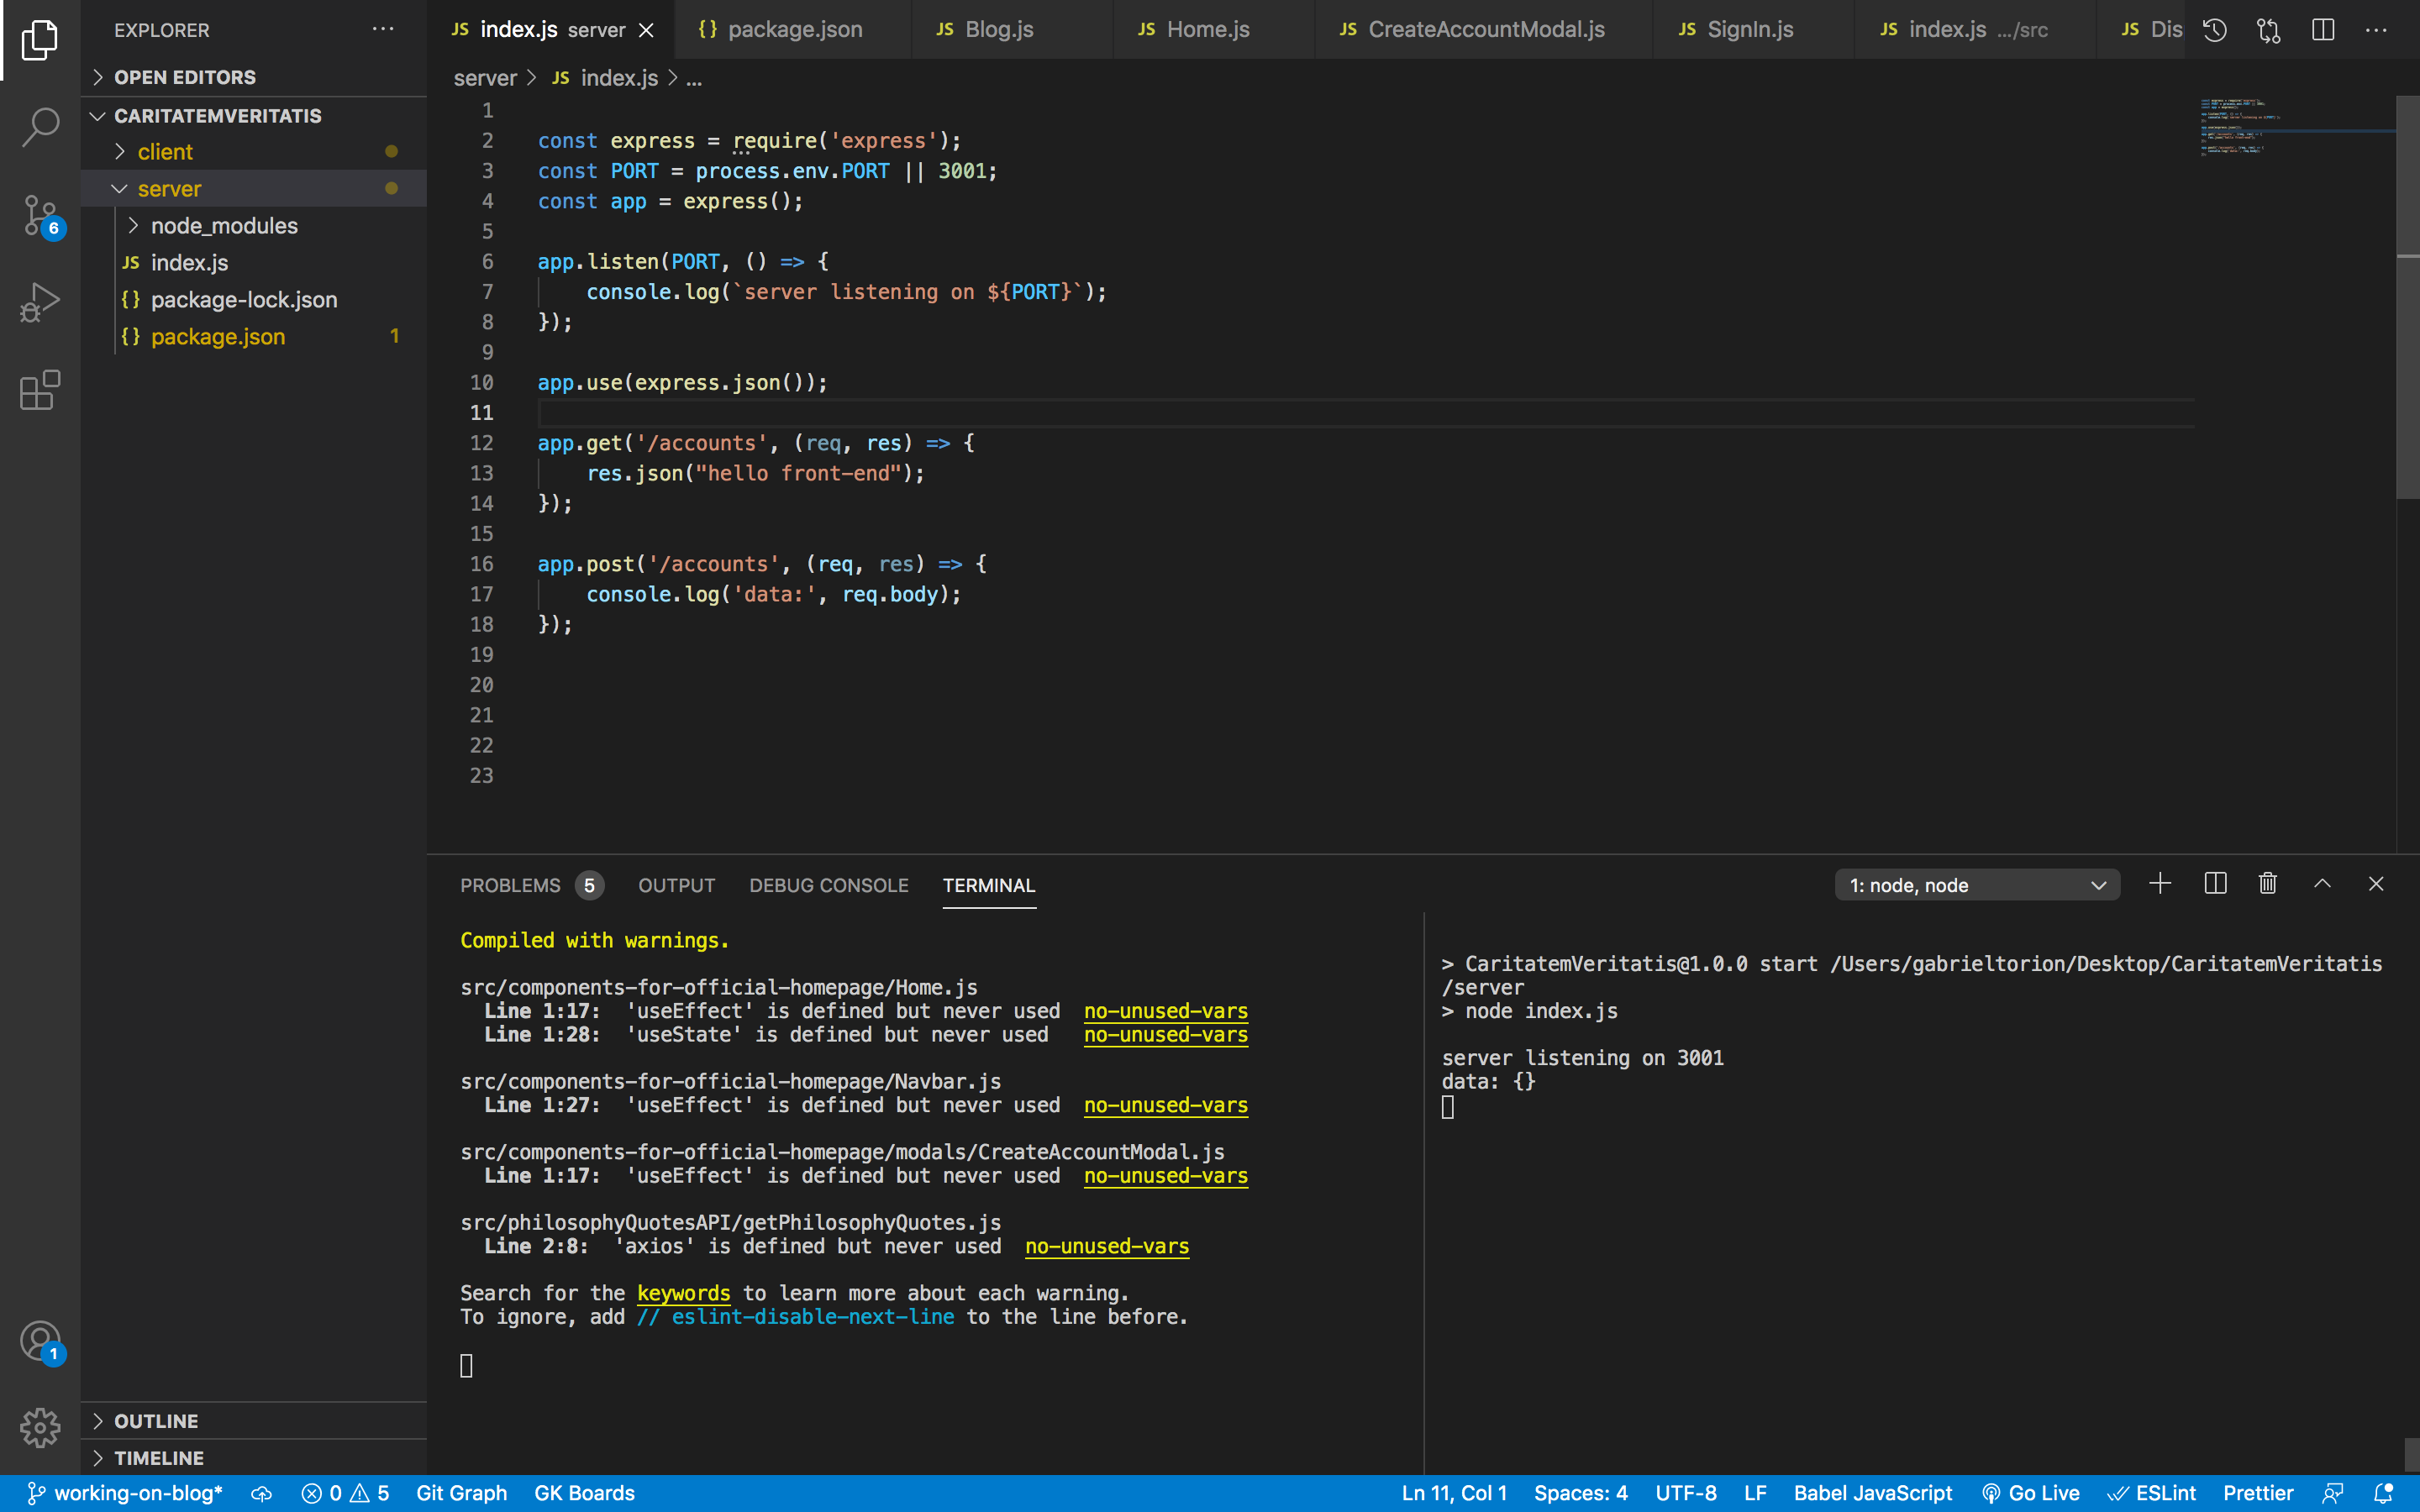 EXPLORER
OPEN EDITORS
CARITATEMVERITATIS
client
server
node_modules
JS index.js
{} package-lock.json
{} package.json 1
OUTLINE
TIMELINE
6
1
JS index.js server
{} package.json
JS Blog.js
JS Home.js
JS CreateAccountModal.js
JS SignIn.js
JS index.js .../src
JS Dis
server > JS index.js > ...
1
2 const express = require('express');
3 const PORT = process.env.PORT || 3001;
4 const app = express();
5
6 app.listen(PORT, () => {
7 console.log(`server listening on ${PORT}`);
8 });
9
10 app.use(express.json());
11
12 app.get('/accounts', (req, res) => {
13 res.json("hello front-end");
14 });
15
16 app.post('/accounts', (req, res) => {
17 console.log('data:', req.body);
18 });
19
20
21
22
23
PROBLEMS 5 OUTPUT DEBUG CONSOLE TERMINAL
1: node, node
Compiled with warnings.
src/components-for-official-homepage/Home.js
Line 1:17: 'useEffect' is defined but never used no-unused-vars
Line 1:28: 'useState' is defined but never used no-unused-vars
src/components-for-official-homepage/Navbar.js
Line 1:27: 'useEffect' is defined but never used no-unused-vars
src/components-for-official-homepage/modals/CreateAccountModal.js
Line 1:17: 'useEffect' is defined but never used no-unused-vars
src/philosophyQuotesAPI/getPhilosophyQuotes.js
Line 2:8: 'axios' is defined but never used no-unused-vars
Search for the keywords to learn more about each warning.
To ignore, add // eslint-disable-next-line to the line before.
> CaritatemVeritatis@1.0.0 start /Users/gabrieltorion/Desktop/CaritatemVeritatis
/server
> node index.js
server listening on 3001
data: {}
working-on-blog* 0 5 Git Graph GK Boards Ln 11, Col 1 Spaces: 4 UTF-8 LF Babel JavaScript Go Live ESLint Prettier